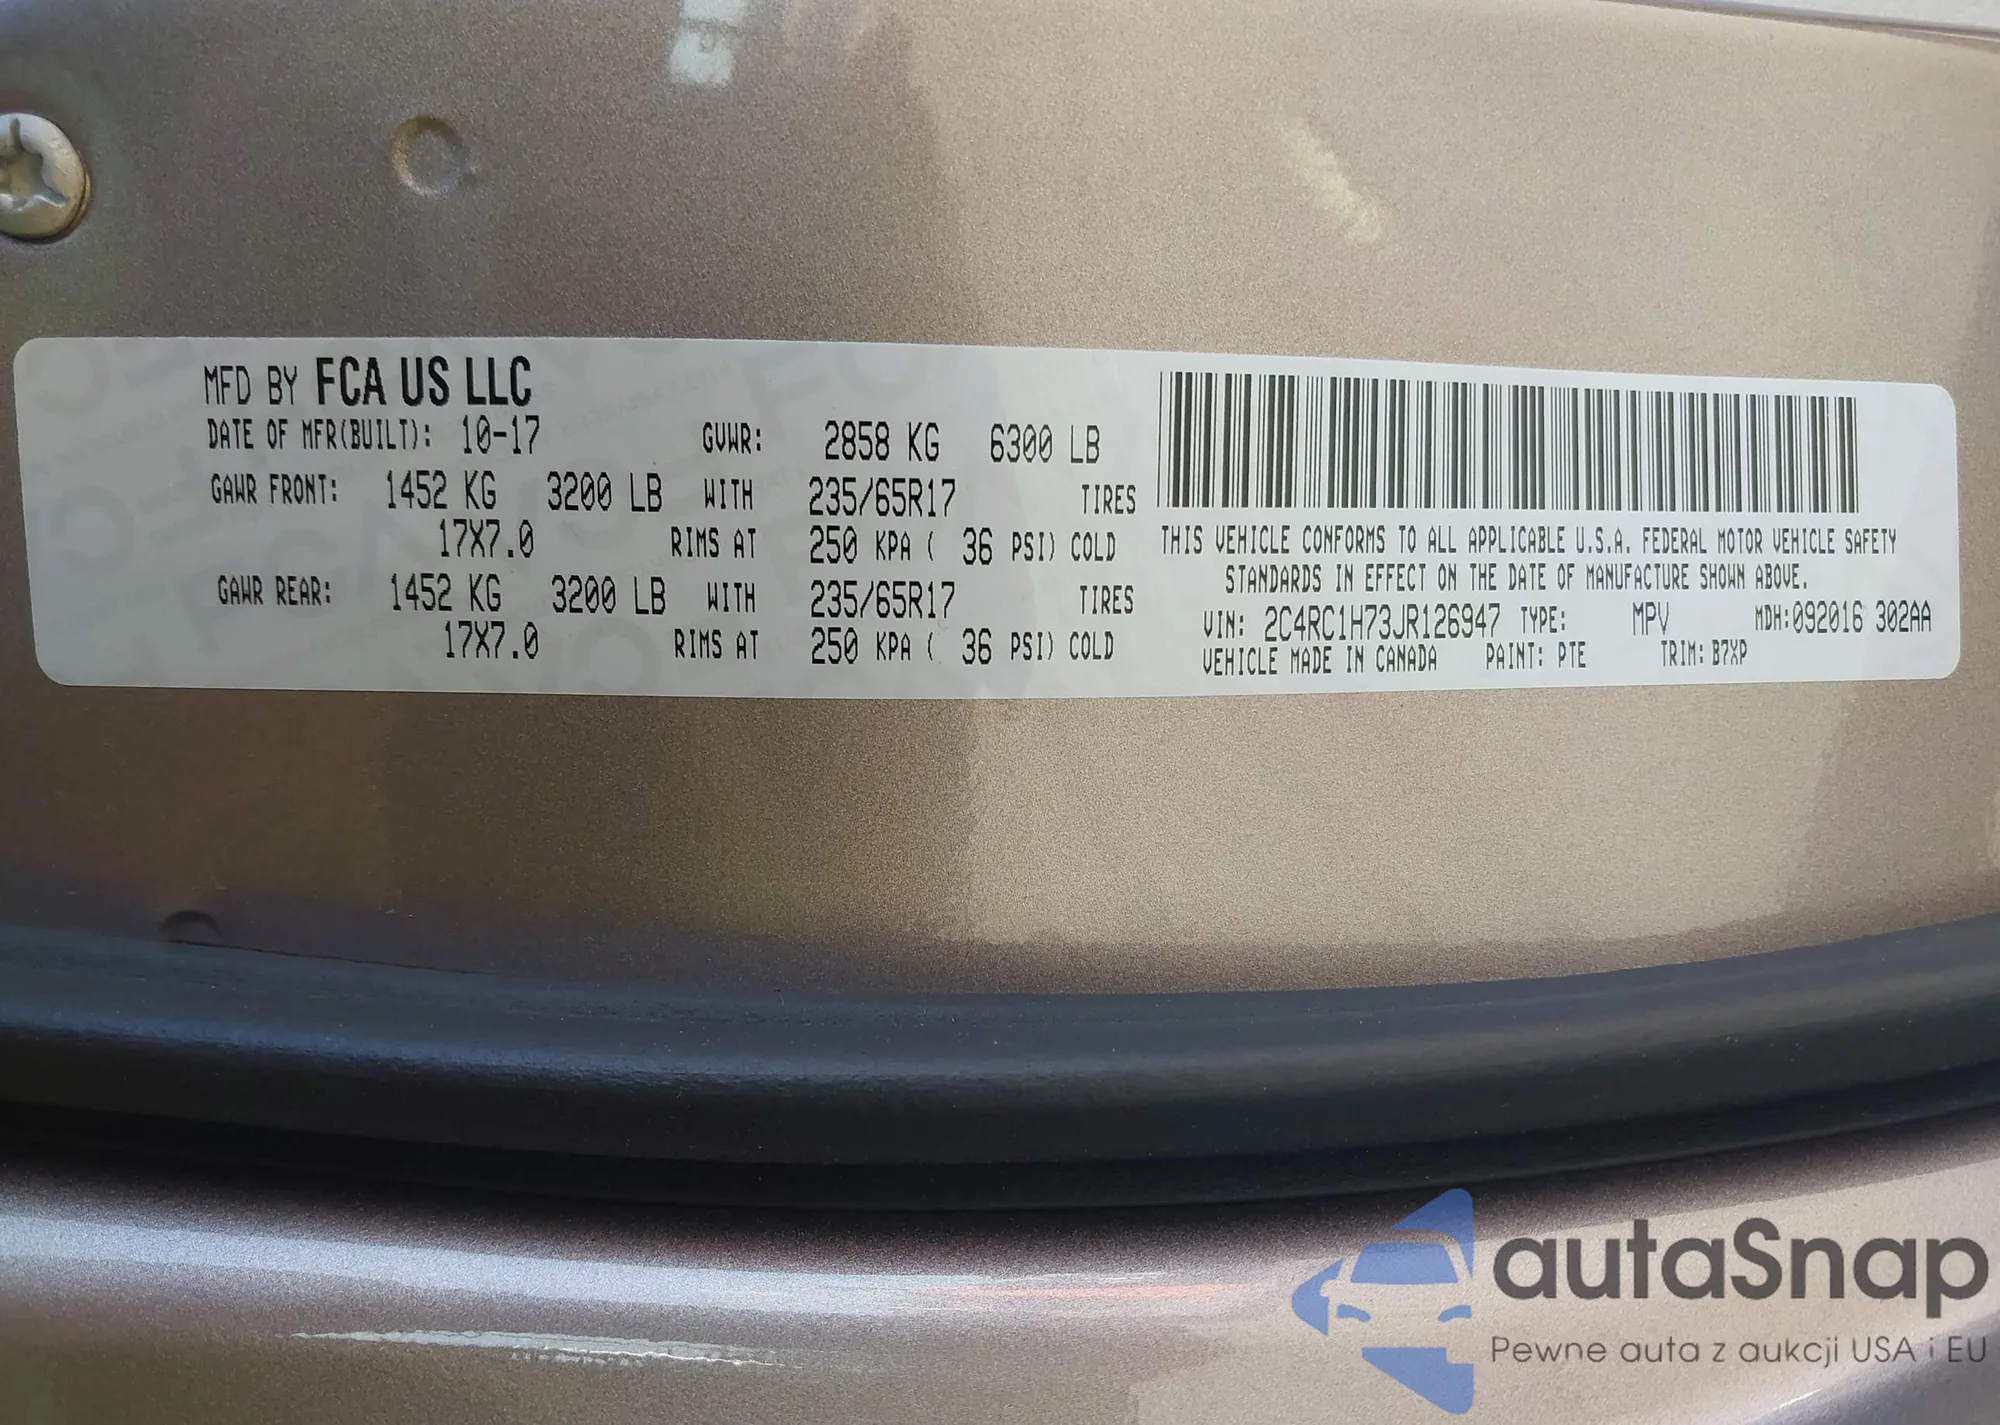 MFD BY FCA US LLC
DATE OF MFR(BUILT): 10-17 GVWR: 2858 KG 6300 LB
GAWR FRONT: 1452 KG 3200 LB WITH 235/65R17 TIRES
17X7.0 RIMS AT 250 KPA ( 36 PSI) COLD
GAWR REAR: 1452 KG 3200 LB WITH 235/65R17 TIRES
17X7.0 RIMS AT 250 KPA ( 36 PSI) COLD
THIS VEHICLE CONFORMS TO ALL APPLICABLE U.S.A. FEDERAL MOTOR VEHICLE SAFETY
STANDARDS IN EFFECT ON THE DATE OF MANUFACTURE SHOWN ABOVE.
VIN: 2C4RC1H73JR126947 TYPE: MPV MDH:092016 302AA
VEHICLE MADE IN CANADA PAINT: PTE TRIM: B7XP
autaSnap
Pewne auta z aukcji USA i EU